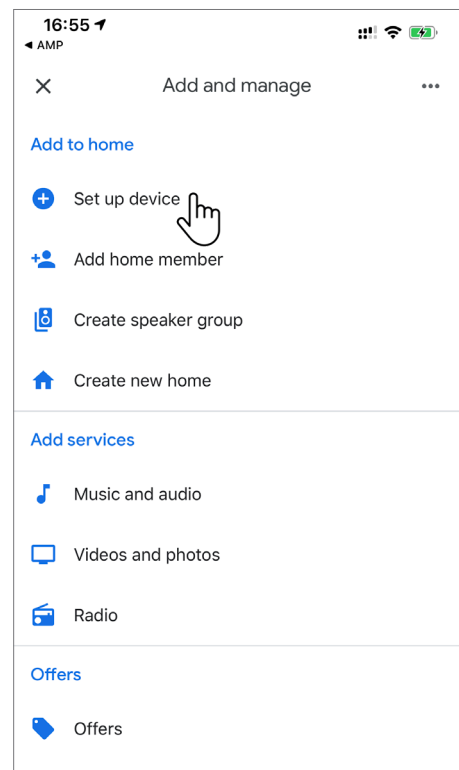 16:55
AMP
Add and manage
Add to home
Set up device
Add home member
Create speaker group
Create new home
Add services
Music and audio
Videos and photos
Radio
Offers
Offers